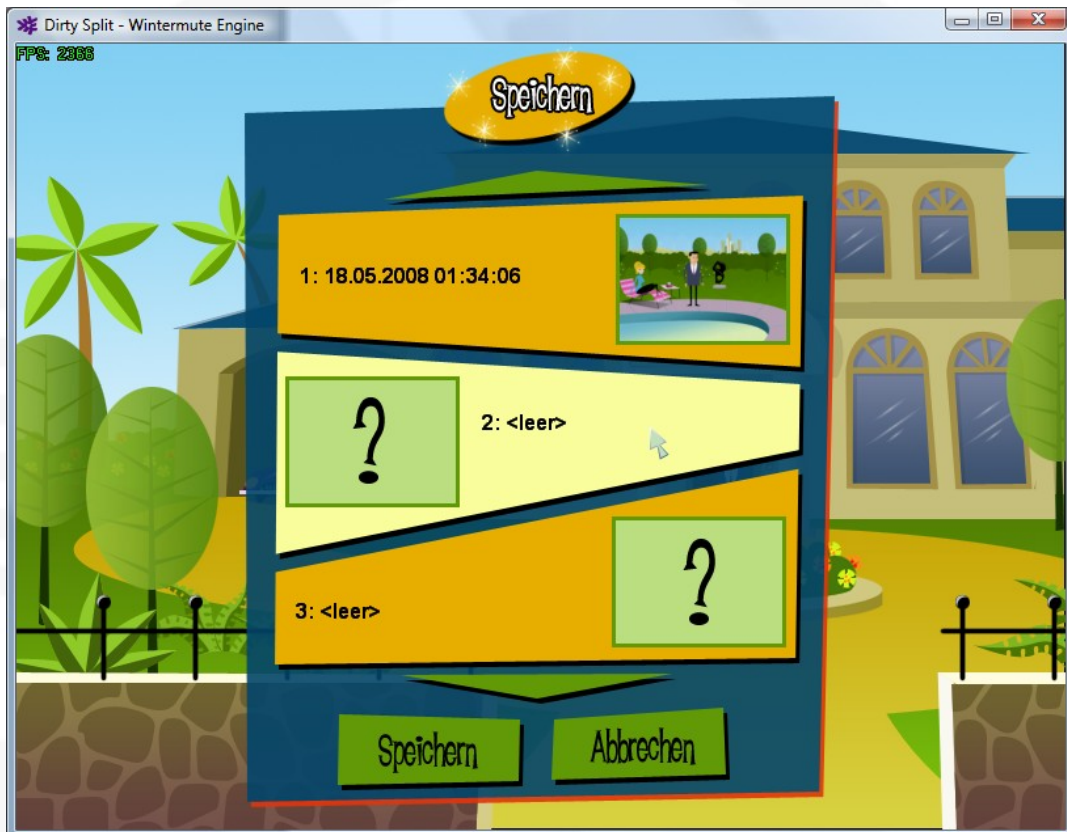 Dirty Split - Wintermute Engine
FPS: 2366
Speichern
1: 18.05.2008 01:34:06
2: <leer>
3: <leer>
Speichern
Abbrechen